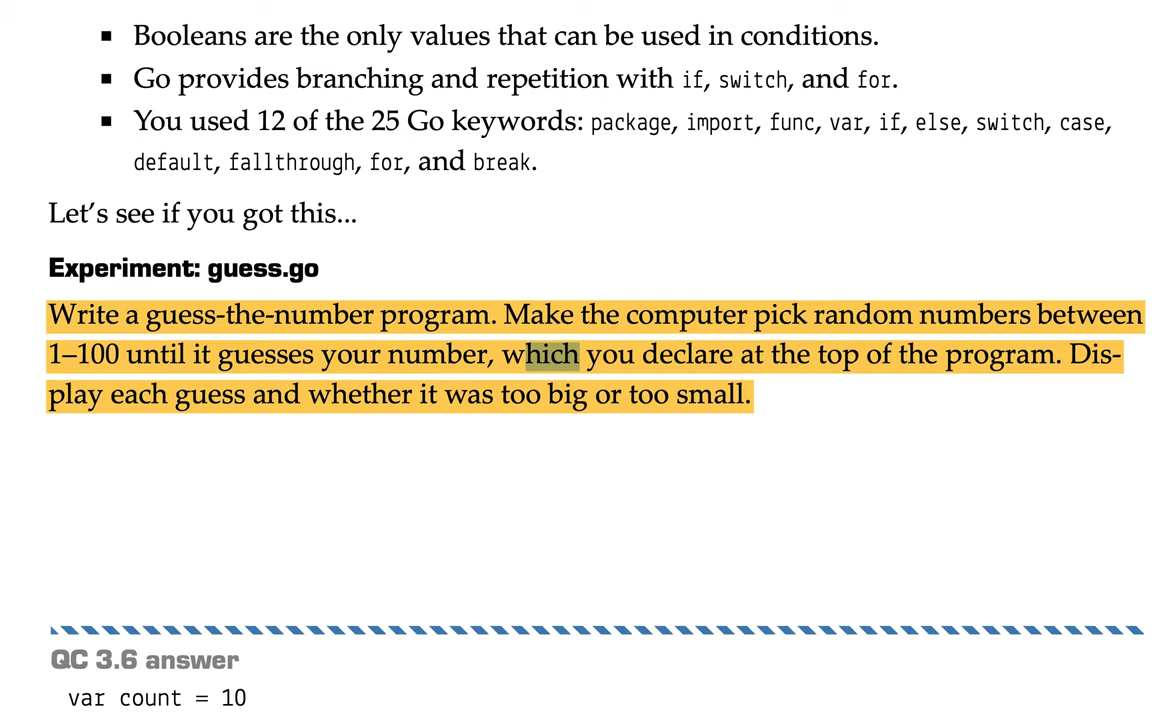 ▪ Booleans are the only values that can be used in conditions.
▪ Go provides branching and repetition with if, switch, and for.
▪ You used 12 of the 25 Go keywords: package, import, func, var, if, else, switch, case,
default, fallthrough, for, and break.
Let's see if you got this...
Experiment: guess.go
Write a guess-the-number program. Make the computer pick random numbers between
1–100 until it guesses your number, which you declare at the top of the program. Dis-
play each guess and whether it was too big or too small.
QC 3.6 answer
var count = 10